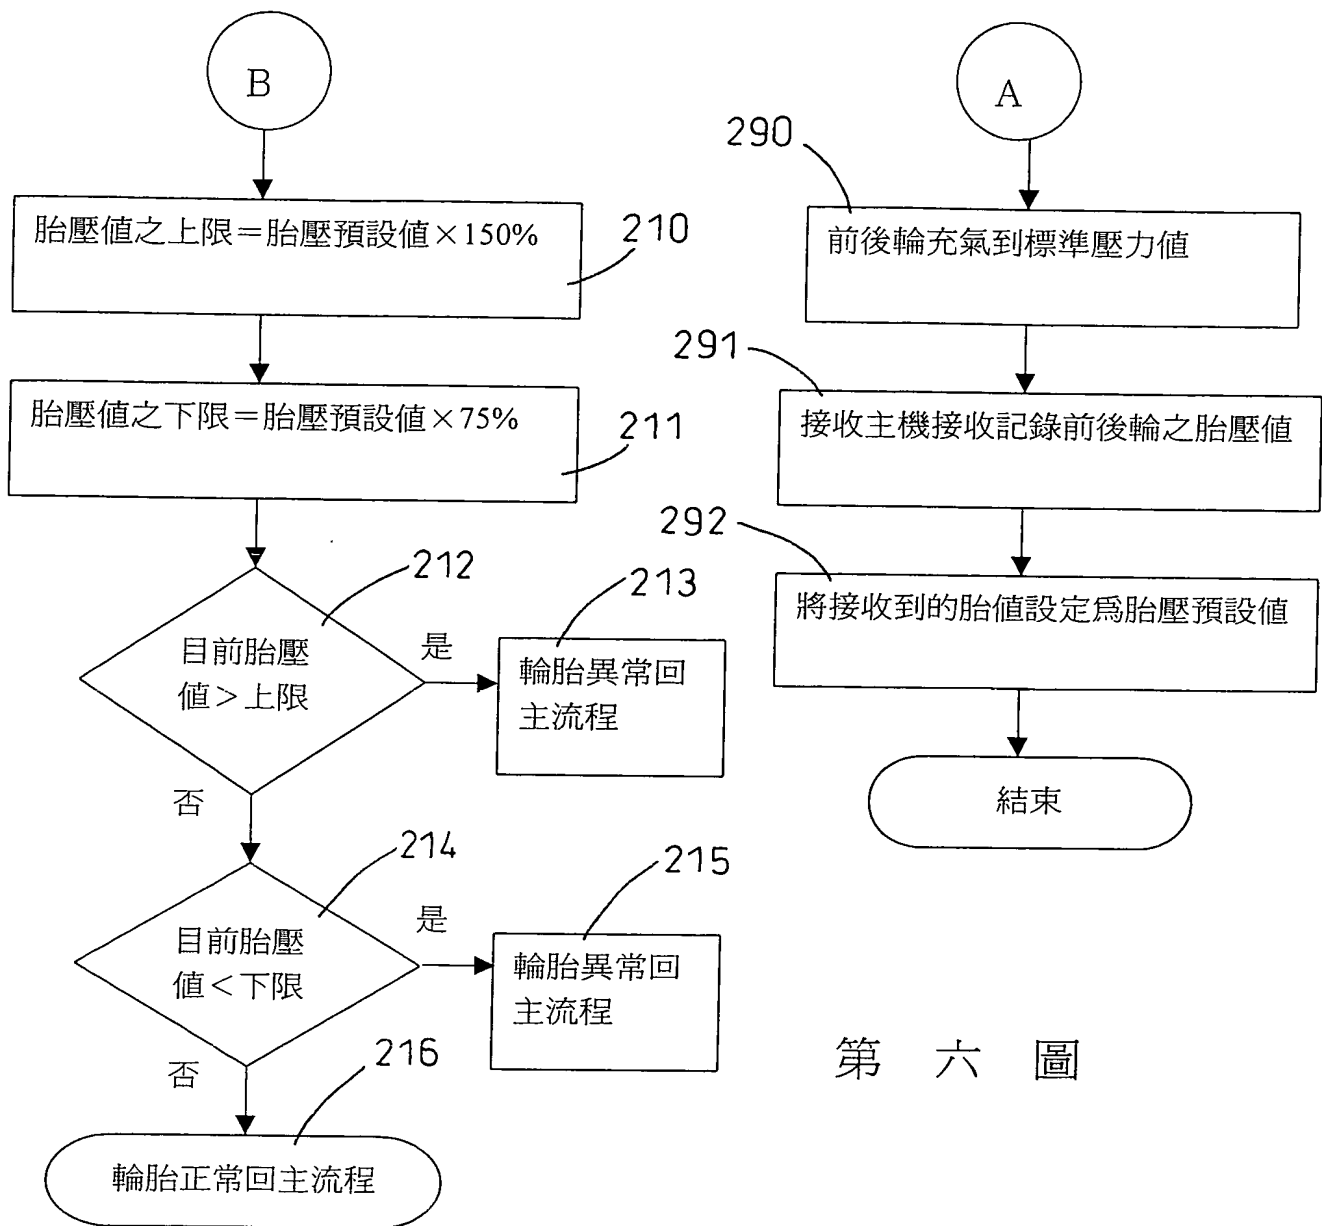 B
胎壓值之上限＝胎壓預設值×150%
210
胎壓值之下限＝胎壓預設值×75%
211
目前胎壓
值＞上限
212
是
輪胎異常回
主流程
213
否
目前胎壓
值＜下限
214
是
輪胎異常回
主流程
215
否
輪胎正常回主流程
216
A
290
前後輪充氣到標準壓力值
291
接收主機接收記錄前後輪之胎壓值
292
將接收到的胎值設定爲胎壓預設值
結束
第六圖